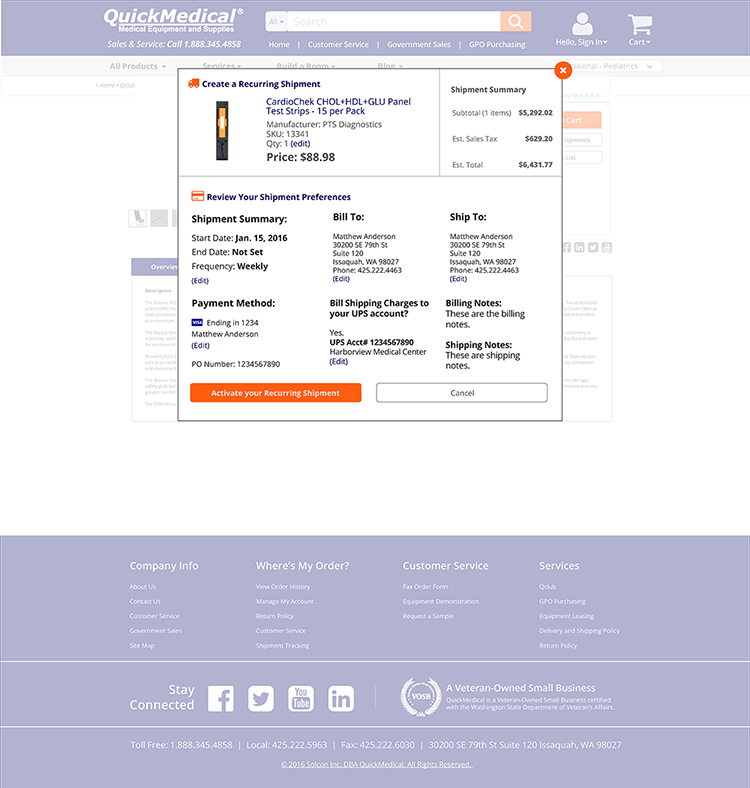 QuickMedical®
Medical Equipment and Supplies
Sales & Service: Call 1.888.345.4858
All
Search
Home | Customer Service | Government Sales | GPO Purchasing
Hello, Sign In
Cart
All Products
Services
Build a Room
Blog
Professional - Pediatrics
• Home • Qclub
Cart
List
Create a Recurring Shipment
CardioChek CHOL+HDL+GLU Panel
Test Strips - 15 per Pack
Manufacturer: PTS Diagnostics
SKU: 13341
Qty: 1 (edit)
Price: $88.98
Shipment Summary
Subtotal (1 items) $5,292.02
Est. Sales Tax $629.20
Est. Total $6,431.77
Review Your Shipment Preferences
Shipment Summary:
Start Date: Jan. 15, 2016
End Date: Not Set
Frequency: Weekly
(Edit)
Bill To:
Matthew Anderson
30200 SE 79th St
Suite 120
Issaquah, WA 98027
Phone: 425.222.4463
(Edit)
Ship To:
Matthew Anderson
30200 SE 79th St
Suite 120
Issaquah, WA 98027
Phone: 425.222.4463
(Edit)
Payment Method:
VISA Ending in 1234
Matthew Anderson
(Edit)
PO Number: 1234567890
Bill Shipping Charges to
your UPS account?
Yes.
UPS Acct# 1234567890
Harborview Medical Center
(Edit)
Billing Notes:
These are the billing
notes.
Shipping Notes:
These are shipping
notes.
Activate your Recurring Shipment
Cancel
Overview
Description
Company Info
About Us
Contact Us
Customer Service
Government Sales
Site Map
Where's My Order?
View Order History
Manage My Account
Return Policy
Customer Service
Shipment Tracking
Customer Service
Fax Order Form
Equipment Demonstration
Request a Sample
Services
Qclub
GPO Purchasing
Equipment Leasing
Delivery and Shipping Policy
Return Policy
Stay
Connected
You
Tube
VOSB
A Veteran-Owned Small Business
QuickMedical is a Veteran-Owned Small Business certified
with the Washington State Department of Veteran's Affairs.
Toll Free: 1.888.345.4858 | Local: 425.222.5963 | Fax: 425.222.6030 | 30200 SE 79th St Suite 120 Issaquah, WA 98027
© 2016 Solcon Inc. DBA QuickMedical. All Rights Reserved.